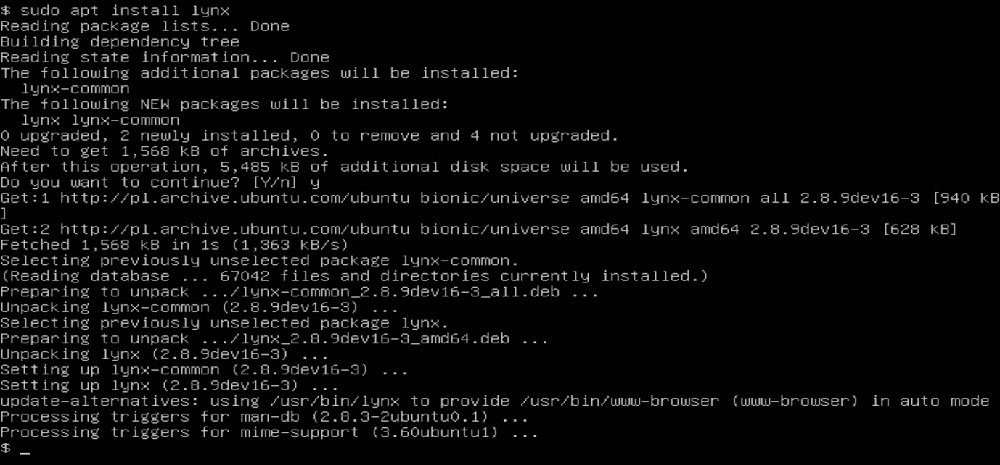 $ sudo apt install lynx
Reading package lists... Done
Building dependency tree
Reading state information... Done
The following additional packages will be installed:
  lynx-common
The following NEW packages will be installed:
  lynx lynx-common
0 upgraded, 2 newly installed, 0 to remove and 4 not upgraded.
Need to get 1,568 kB of archives.
After this operation, 5,485 kB of additional disk space will be used.
Do you want to continue? [Y/n] y
Get:1 http://pl.archive.ubuntu.com/ubuntu bionic/universe amd64 lynx-common all 2.8.9dev16-3 [940 kB
]
Get:2 http://pl.archive.ubuntu.com/ubuntu bionic/universe amd64 lynx amd64 2.8.9dev16-3 [628 kB]
Fetched 1,568 kB in 1s (1,363 kB/s)
Selecting previously unselected package lynx-common.
(Reading database ... 67042 files and directories currently installed.)
Preparing to unpack .../lynx-common_2.8.9dev16-3_all.deb ...
Unpacking lynx-common (2.8.9dev16-3) ...
Selecting previously unselected package lynx.
Preparing to unpack .../lynx_2.8.9dev16-3_amd64.deb ...
Unpacking lynx (2.8.9dev16-3) ...
Setting up lynx-common (2.8.9dev16-3) ...
Setting up lynx (2.8.9dev16-3) ...
update-alternatives: using /usr/bin/lynx to provide /usr/bin/www-browser (www-browser) in auto mode
Processing triggers for man-db (2.8.3-2ubuntu0.1) ...
Processing triggers for mime-support (3.60ubuntu1) ...
$ _